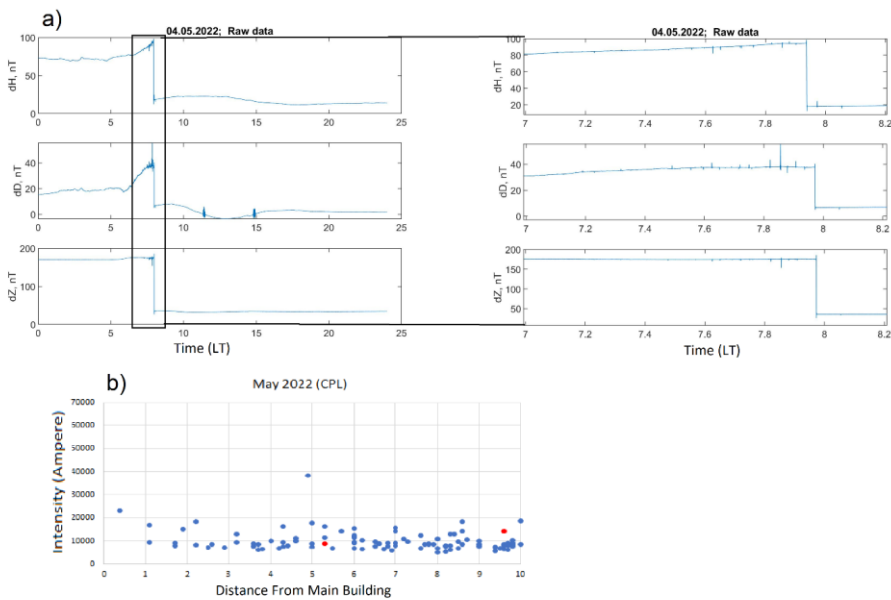 a)
04.05.2022; Raw data
100
50
0
dH, nT
0 5 10 15 20 25
40
20
0
dD, nT
0 5 10 15 20 25
200
100
0
dZ, nT
0 5 10 15 20 25
Time (LT)
04.05.2022; Raw data
80
60
40
20
dH, nT
7 7.2 7.4 7.6 7.8 8 8.2
40
20
0
dD, nT
7 7.2 7.4 7.6 7.8 8 8.2
200
150
100
50
dZ, nT
7 7.2 7.4 7.6 7.8 8 8.2
Time (LT)
b)
May 2022 (CPL)
70000
60000
50000
40000
30000
20000
10000
0
Intensity (Ampere)
0 1 2 3 4 5 6 7 8 9 10
Distance From Main Building